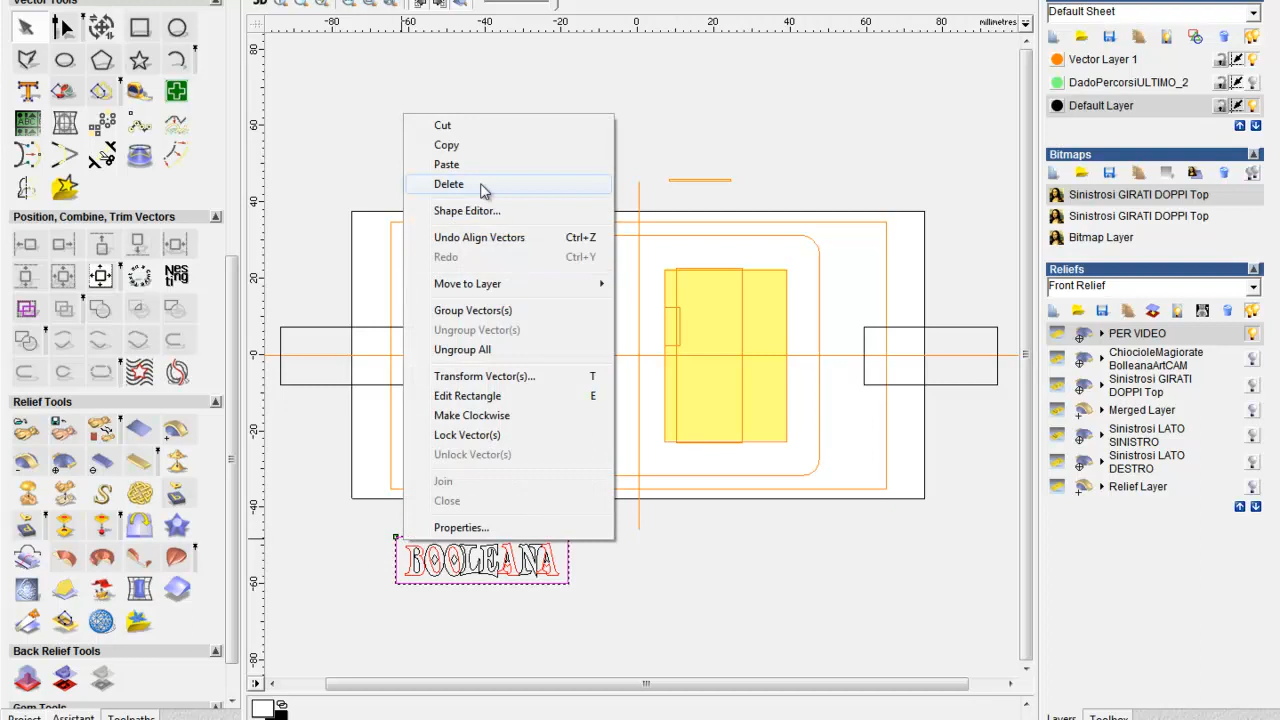 Vector Tools
Position, Combine, Trim Vectors
Relief Tools
Back Relief Tools
Gem Tools
Project
Assistant
Toolpaths
3D
-80
-60
-40
-20
0
20
40
60
80
millimetres
80
60
40
20
-0
-20
-40
-60
-80
Cut
Copy
Paste
Delete
Shape Editor...
Undo Align Vectors Ctrl+Z
Redo Ctrl+Y
Move to Layer
Group Vectors(s)
Ungroup Vector(s)
Ungroup All
Transform Vector(s)... T
Edit Rectangle E
Make Clockwise
Lock Vector(s)
Unlock Vector(s)
Join
Close
Properties...
BOOLEANA
Default Sheet
Vector Layer 1
DadoPercorsiULTIMO_2
Default Layer
Bitmaps
Sinistrosi GIRATI DOPPI Top
Sinistrosi GIRATI DOPPI Top
Bitmap Layer
Reliefs
Front Relief
PER VIDEO
ChiocioleMagiorate
BolleanaArtCAM
Sinistrosi GIRATI
DOPPI Top
Merged Layer
Sinistrosi LATO
SINISTRO
Sinistrosi LATO
DESTRO
Relief Layer
Layers
Toolbox